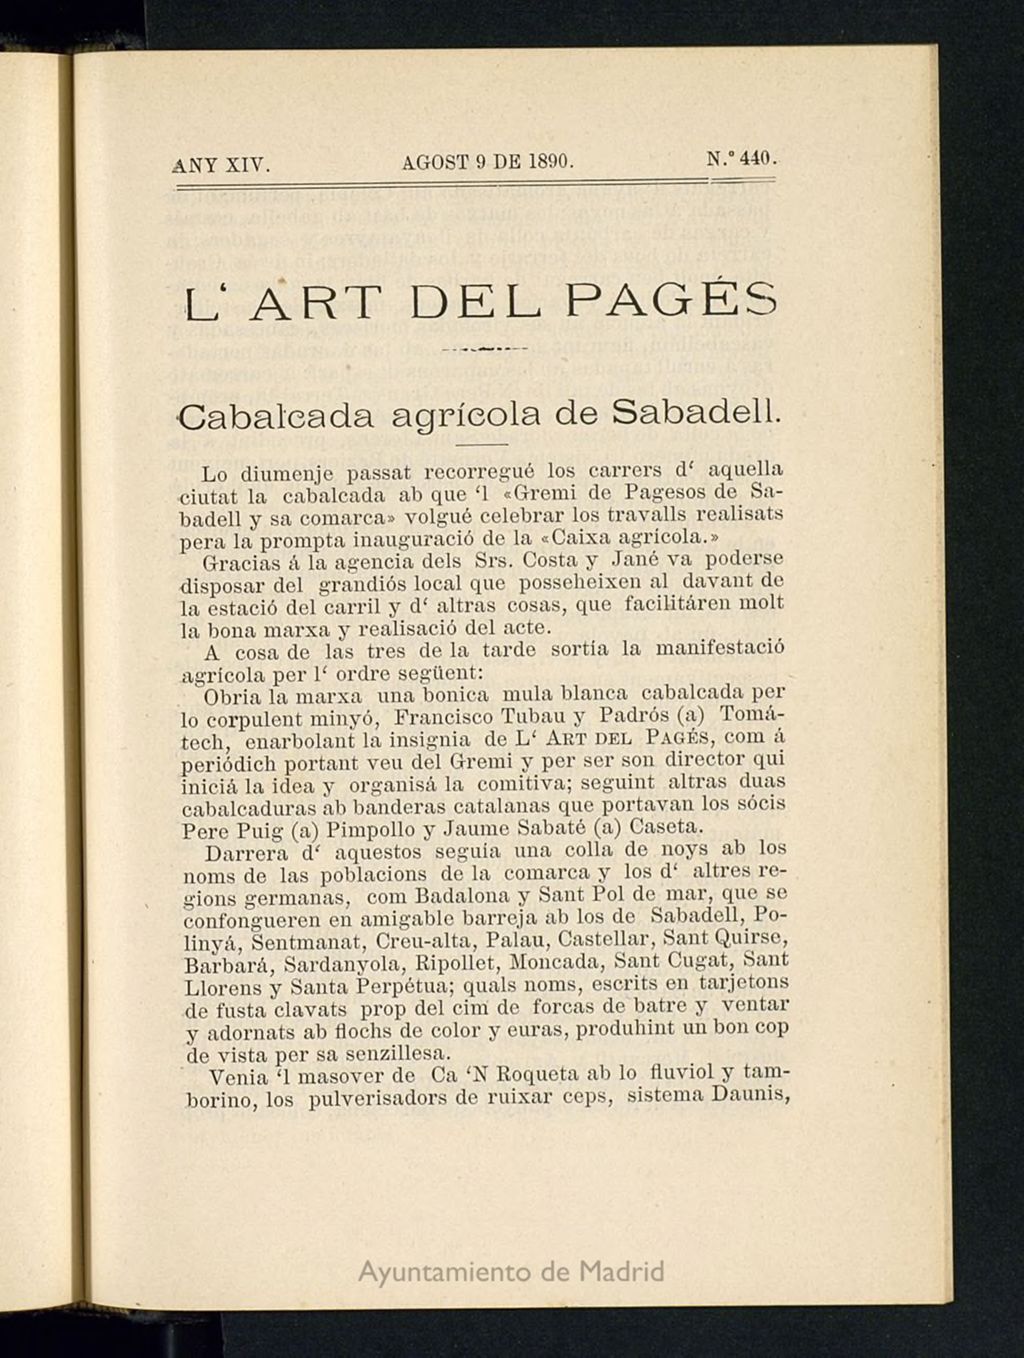 ANY XIV. AGOST 9 DE 1890. N.º 440.
L‘ ART DEL PAGÉS
Cabalcada agrícola de Sabadell.
Lo diumenje passat recorregué los carrers d‘ aquella
ciutat la cabalcada ab que ‘l «Gremi de Pagesos de Sa-
badell y sa comarca» volgué celebrar los travalls realisats
pera la prompta inauguració de la «Caixa agrícola.»
Gracias á la agencia dels Srs. Costa y Jané va poderse
disposar del grandiós local que posseheixen al davant de
la estació del carril y d‘ altras cosas, que facilitáren molt
la bona marxa y realisació del acte.
A cosa de las tres de la tarde sortía la manifestació
agrícola per l‘ ordre següent:
Obria la marxa una bonica mula blanca cabalcada per
lo corpulent minyó, Francisco Tubau y Padrós (a) Tomá-
tech, enarbolant la insignia de L‘ ART DEL PAGÉS, com á
periódich portant veu del Gremi y per ser son director qui
iniciá la idea y organisá la comitiva; seguint altras duas
cabalcaduras ab banderas catalanas que portavan los sócis
Pere Puig (a) Pimpollo y Jaume Sabaté (a) Caseta.
Darrera d‘ aquestos seguía una colla de noys ab los
noms de las poblacions de la comarca y los d‘ altres re-
gions germanas, com Badalona y Sant Pol de mar, que se
confongueren en amigable barreja ab los de Sabadell, Po-
linyá, Sentmanat, Creu-alta, Palau, Castellar, Sant Quirse,
Barbará, Sardanyola, Ripollet, Moncada, Sant Cugat, Sant
Llorens y Santa Perpétua; quals noms, escrits en tarjetons
de fusta clavats prop del cim de forcas de batre y ventar
y adornats ab flochs de color y euras, produhint un bon cop
de vista per sa senzillesa.
Venia ‘l masover de Ca ‘N Roqueta ab lo fluviol y tam-
borino, los pulverisadors de ruixar ceps, sistema Daunis,
Ayuntamiento de Madrid